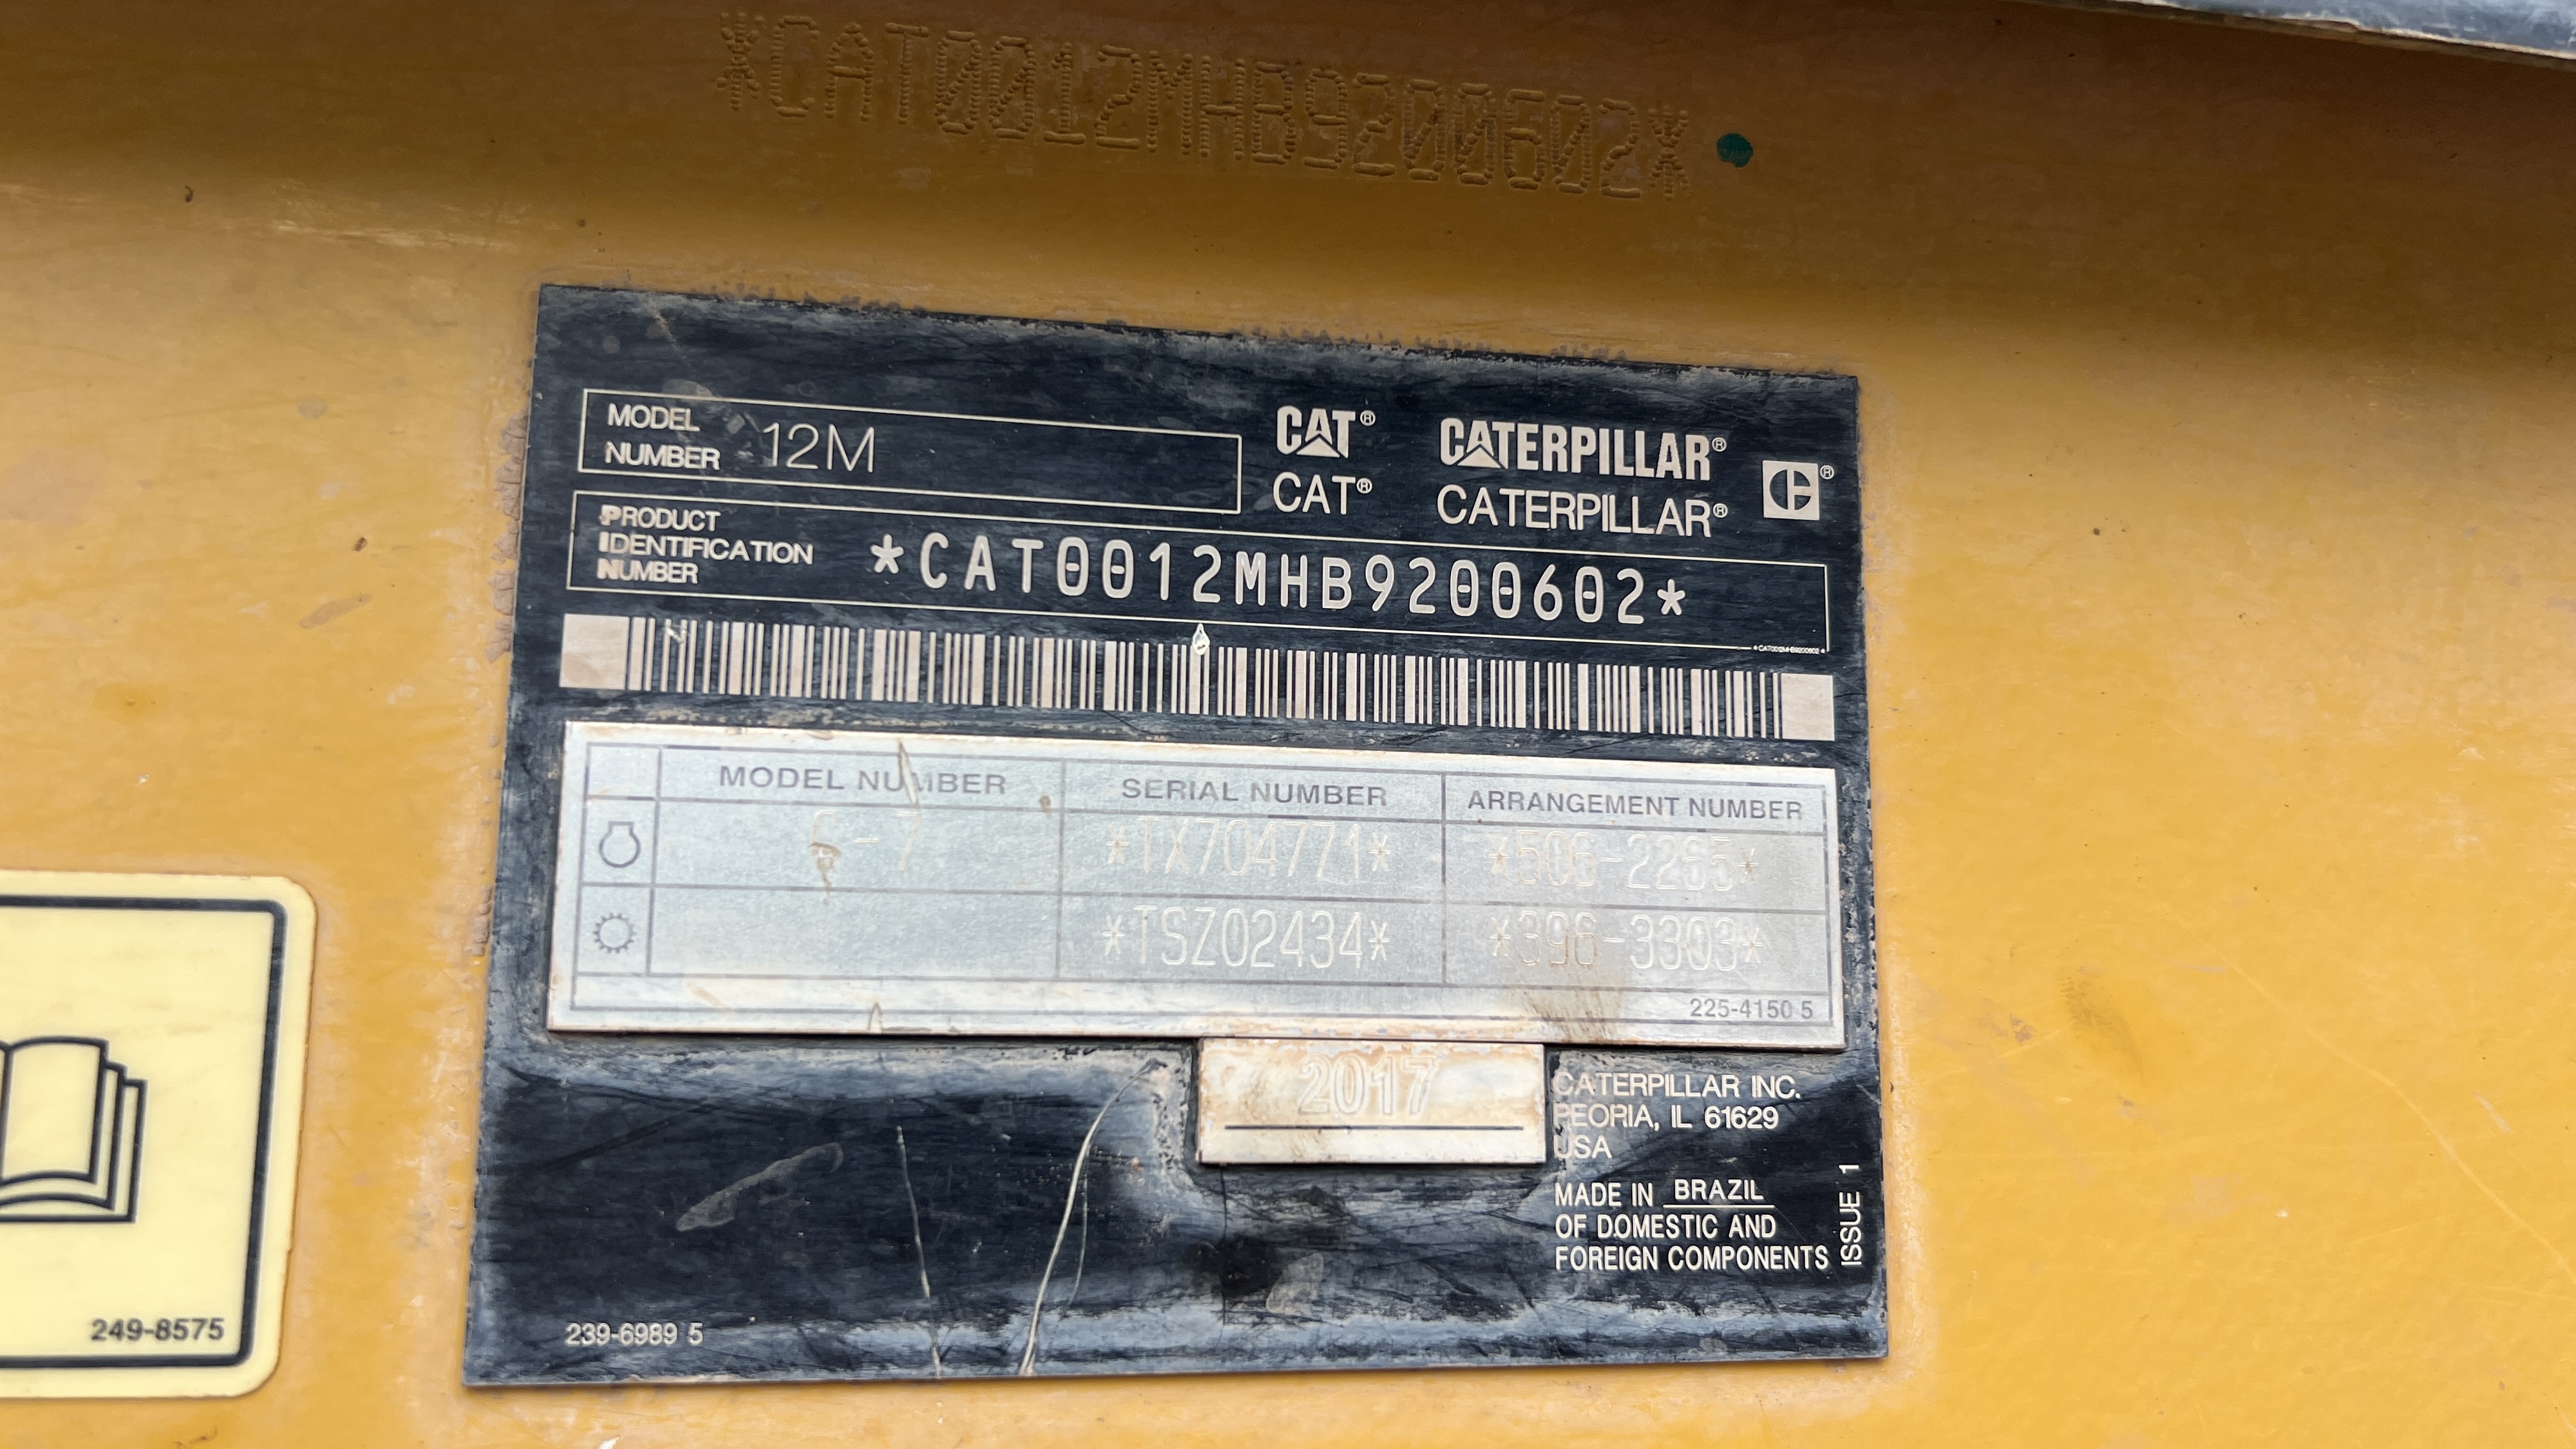 *CAT0012MHB9200602*
MODEL NUMBER 12M
CAT® CATERPILLAR®
CAT® CATERPILLAR®
PRODUCT IDENTIFICATION NUMBER *CAT0012MHB9200602*
*CAT0012MHB9200602*
MODEL NUMBER SERIAL NUMBER ARRANGEMENT NUMBER
*TX704771* *506-2265*
*TSZ02434* *396-3303*
225-4150 5
2017
CATERPILLAR INC.
PEORIA, IL 61629
USA
MADE IN BRAZIL
OF DOMESTIC AND
FOREIGN COMPONENTS
ISSUE 1
239-6989 5
249-8575